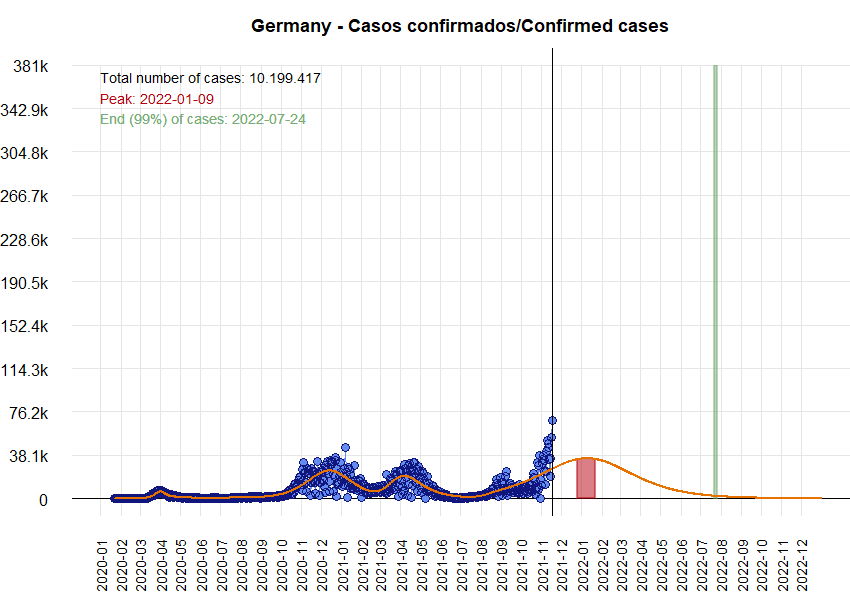 Germany - Casos confirmados/Confirmed cases
381k
Total number of cases: 10.199.417
Peak: 2022-01-09
342.9k
End (99%) of cases: 2022-07-24
304.8k
266.7k
228.6k
190.5k
152.4k
114.3k
76.2k
38.1k
0
2020-01
2020-02
2020-03
2020-04
2020-05
2020-06
2020-07
2020-08
2020-09
2020-10
2020-11
2020-12
2021-01
2021-02
2021-03
2021-04
2021-05
2021-06
2021-07
2021-08
2021-09
2021-10
2021-11
2021-12
2022-01
2022-02
2022-03
2022-04
2022-05
2022-06
2022-07
2022-08
2022-09
2022-10
2022-11
2022-12